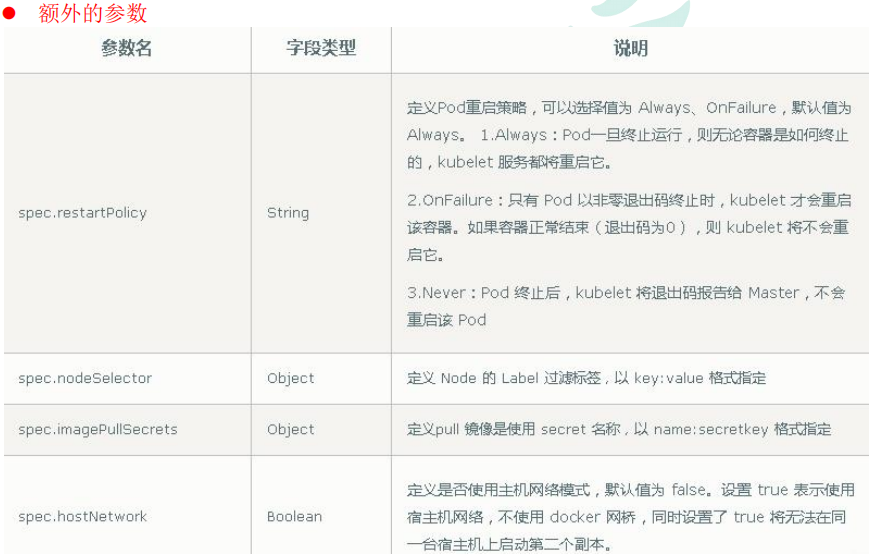 ● 额外的参数
参数名 字段类型 说明
定义Pod重启策略，可以选择值为 Always、OnFailure，默认值为
Always。 1.Always：Pod一旦终止运行，则无论容器是如何终止
的，kubelet 服务都将重启它。
2.OnFailure：只有 Pod 以非零退出码终止时，kubelet 才会重启
spec.restartPolicy String
该容器。如果容器正常结束（退出码为0），则 kubelet 将不会重
启它。
3.Never：Pod 终止后，kubelet 将退出码报告给 Master，不会
重启该 Pod
spec.nodeSelector Object 定义 Node 的 Label 过滤标签，以 key:value 格式指定
spec.imagePullSecrets Object 定义pull 镜像是使用 secret 名称，以 name:secretkey 格式指定
定义是否使用主机网络模式，默认值为 false。设置 true 表示使用
spec.hostNetwork Boolean 宿主机网络，不使用 docker 网桥，同时设置了 true 将无法在同
一台宿主机上启动第二个副本。